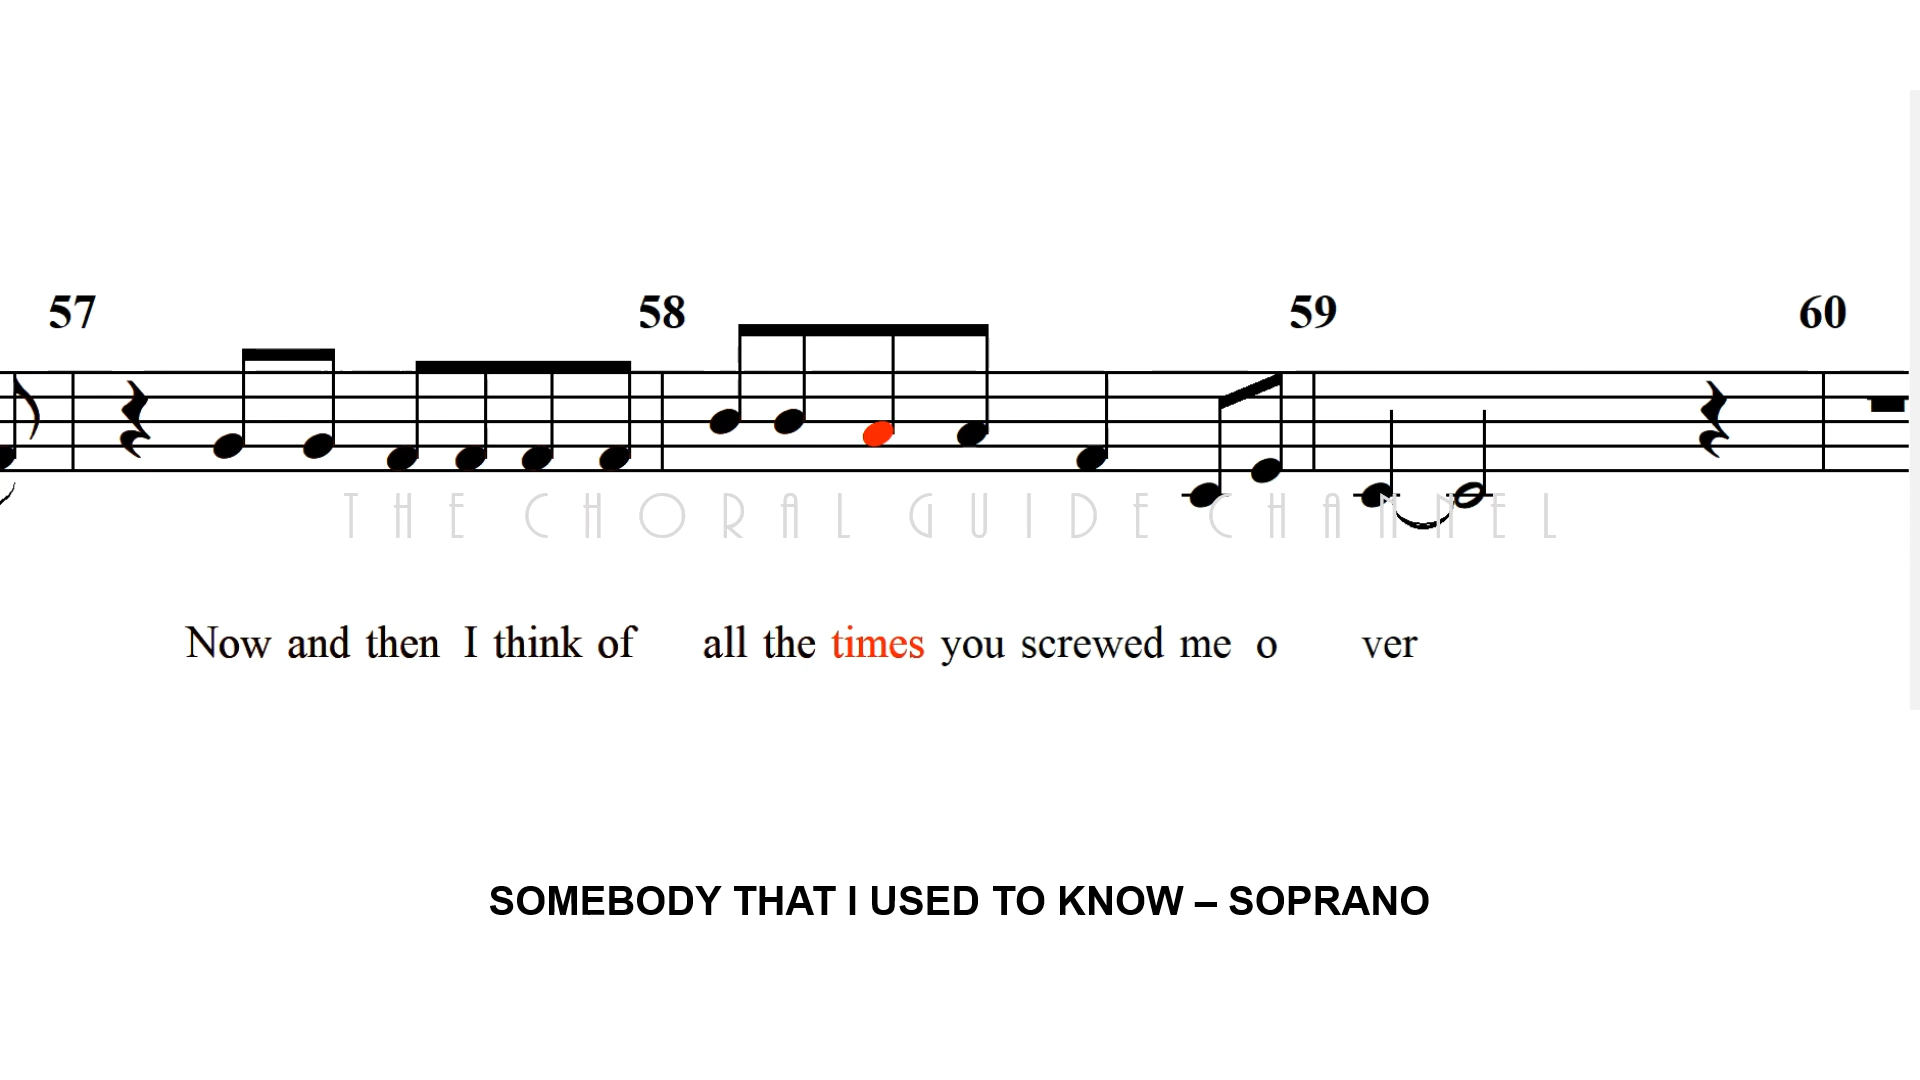 57 58 59 60
THE CHORAL GUIDE CHANNEL
Now and then I think of all the times you screwed me o ver
SOMEBODY THAT I USED TO KNOW – SOPRANO